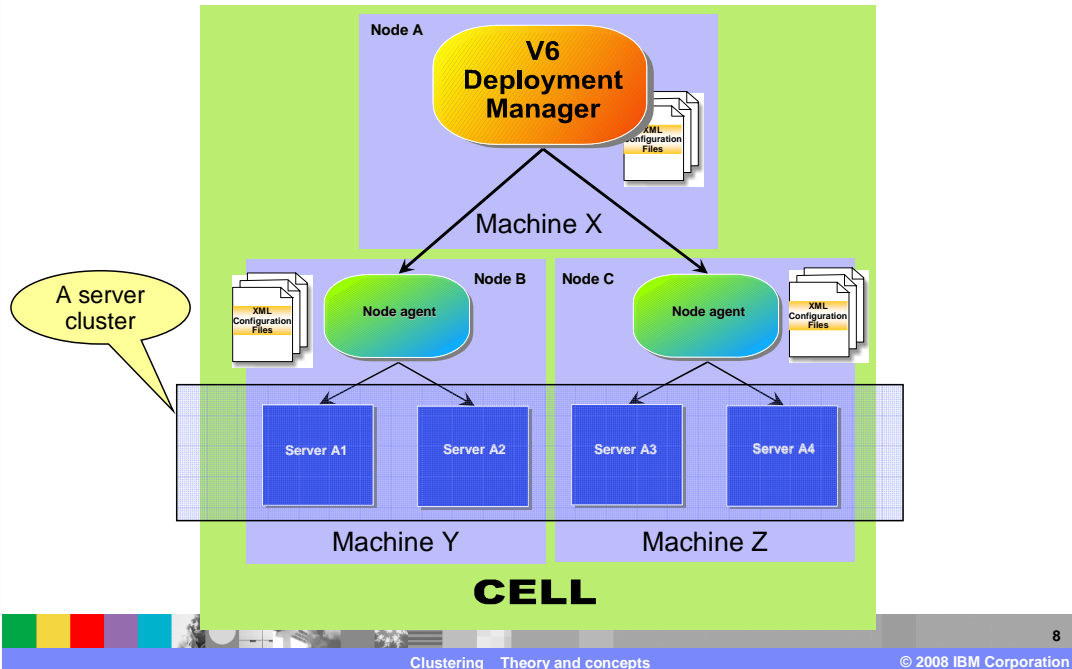 Node A
V6
Deployment
Manager
XML
Configuration
Files
Machine X
A server
cluster
XML
Configuration
Files
Node B
Node agent
Node C
Node agent
XML
Configuration
Files
Server A1
Server A2
Server A3
Server A4
Machine Y
Machine Z
CELL
8
Clustering Theory and concepts
© 2008 IBM Corporation